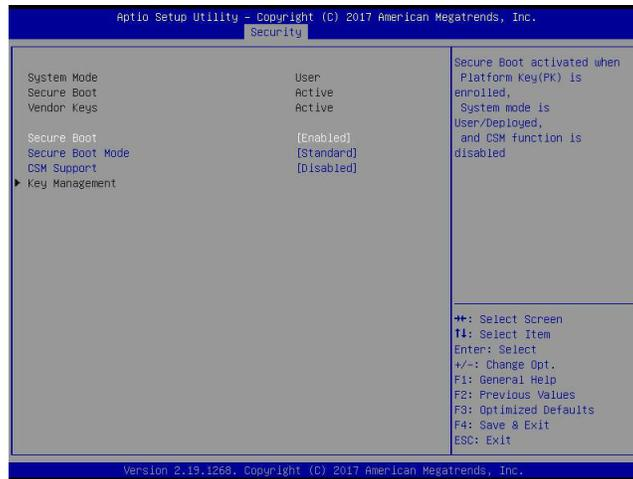 Aptio Setup Utility – Copyright (C) 2017 American Megatrends, Inc.
Security
System Mode User
Secure Boot Active
Vendor Keys Active
Secure Boot [Enabled]
Secure Boot Mode [Standard]
CSM Support [Disabled]
▶ Key Management
Secure Boot activated when
Platform Key(PK) is
enrolled,
System mode is
User/Deployed,
and CSM function is
disabled
→←: Select Screen
↑↓: Select Item
Enter: Select
+/-: Change Opt.
F1: General Help
F2: Previous Values
F3: Optimized Defaults
F4: Save & Exit
ESC: Exit
Version 2.19.1268. Copyright (C) 2017 American Megatrends, Inc.